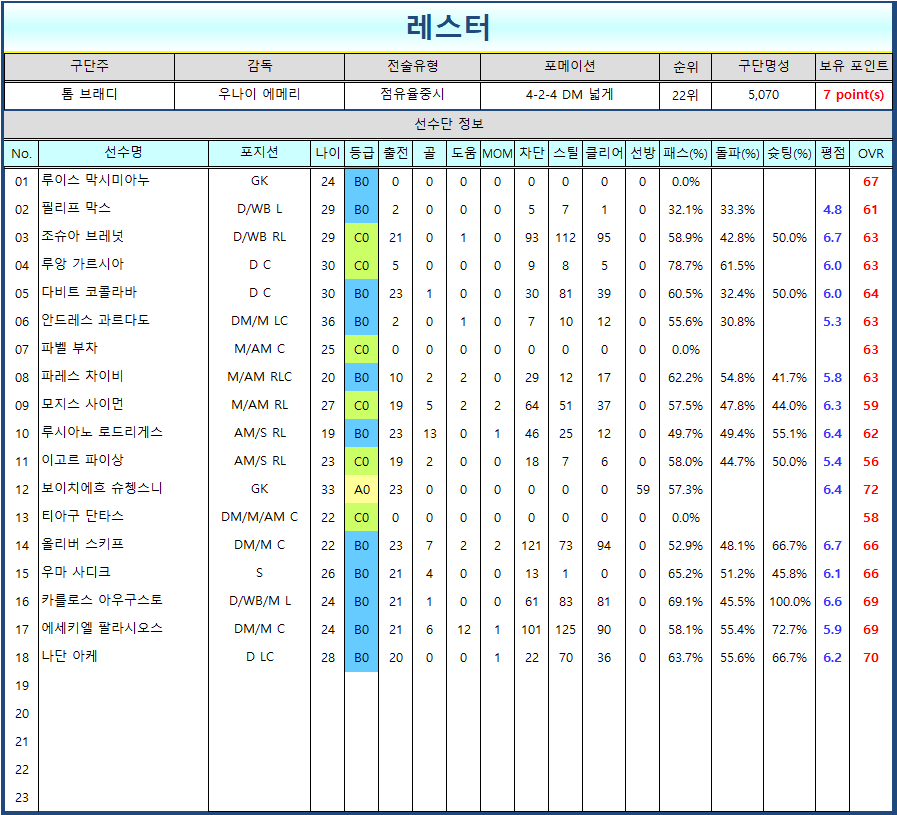 레스터
구단주 감독 전술유형 포메이션 순위 구단명성 보유 포인트
톰 브래디 우나이 에메리 점유율중시 4-2-4 DM 넓게 22위 5,070 7 point(s)
선수단 정보
No. 선수명 포지션 나이 등급 출전 골 도움 MOM 차단 스틸 클리어 선방 패스(%) 돌파(%) 슛팅(%) 평점 OVR
01 루이스 막시미아누 GK 24 B0 0 0 0 0 0 0 0 0 0.0% 67
02 필리프 막스 D/WB L 29 B0 2 0 0 0 5 7 1 0 32.1% 33.3% 4.8 61
03 조슈아 브레넛 D/WB RL 29 C0 21 0 1 0 93 112 95 0 58.9% 42.8% 50.0% 6.7 63
04 루앙 가르시아 D C 30 C0 5 0 0 0 9 8 5 0 78.7% 61.5% 6.0 63
05 다비트 코콜라바 D C 30 B0 23 1 0 0 30 81 39 0 60.5% 32.4% 50.0% 6.0 64
06 안드레스 과르다도 DM/M LC 36 B0 2 0 1 0 7 10 12 0 55.6% 30.8% 5.3 63
07 파벨 부차 M/AM C 25 C0 0 0 0 0 0 0 0 0 0.0% 63
08 파레스 차이비 M/AM RLC 20 B0 10 2 2 0 29 12 17 0 62.2% 54.8% 41.7% 5.8 63
09 모지스 사이먼 M/AM RL 27 C0 19 5 2 2 64 51 37 0 57.5% 47.8% 44.0% 6.3 59
10 루시아노 로드리게스 AM/S RL 19 B0 23 13 0 1 46 25 12 0 49.7% 49.4% 55.1% 6.4 62
11 이고르 파이상 AM/S RL 23 C0 19 2 0 0 18 7 6 0 58.0% 44.7% 50.0% 5.4 56
12 보이치에흐 슈쳉스니 GK 33 A0 23 0 0 0 0 0 0 59 57.3% 6.4 72
13 티아구 단타스 DM/M/AM C 22 C0 0 0 0 0 0 0 0 0 0.0% 58
14 올리버 스키프 DM/M C 22 B0 23 7 2 2 121 73 94 0 52.9% 48.1% 66.7% 6.7 66
15 우마 사디크 S 26 B0 21 4 0 0 13 1 0 0 65.2% 51.2% 45.8% 6.1 66
16 카를로스 아우구스토 D/WB/M L 24 B0 21 1 0 0 61 83 81 0 69.1% 45.5% 100.0% 6.6 69
17 에세키엘 팔라시오스 DM/M C 24 B0 21 6 12 1 101 125 90 0 58.1% 55.4% 72.7% 5.9 69
18 나단 아케 D LC 28 B0 20 0 0 1 22 70 36 0 63.7% 55.6% 66.7% 6.2 70
19
20
21
22
23